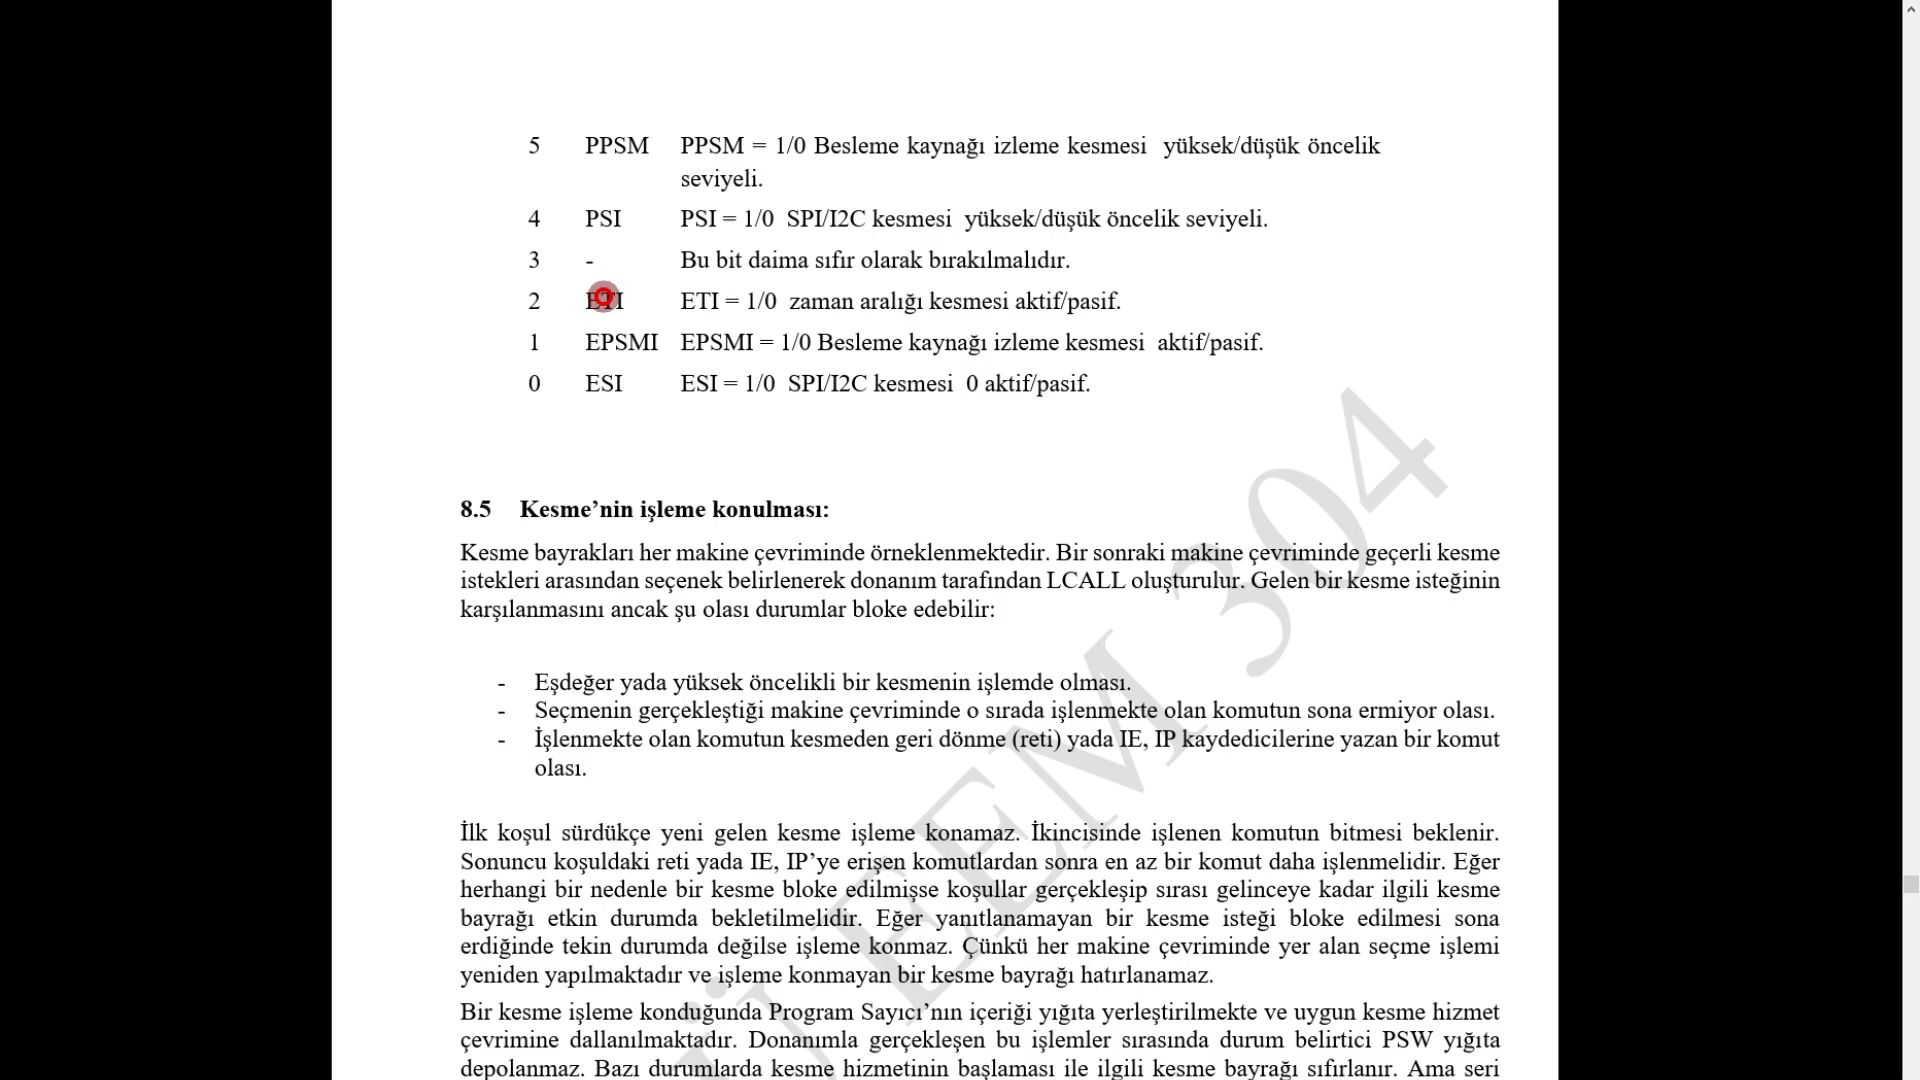 5 PPSM PPSM = 1/0 Besleme kaynağı izleme kesmesi yüksek/düşük öncelik
seviyeli.
4 PSI PSI = 1/0 SPI/I2C kesmesi yüksek/düşük öncelik seviyeli.
3 - Bu bit daima sıfır olarak bırakılmalıdır.
2 ETI ETI = 1/0 zaman aralığı kesmesi aktif/pasif.
1 EPSMI EPSMI = 1/0 Besleme kaynağı izleme kesmesi aktif/pasif.
0 ESI ESI = 1/0 SPI/I2C kesmesi 0 aktif/pasif.
8.5 Kesme’nin işleme konulması:
Kesme bayrakları her makine çevriminde örneklenmektedir. Bir sonraki makine çevriminde geçerli kesme
istekleri arasından seçenek belirlenerek donanım tarafından LCALL oluşturulur. Gelen bir kesme isteğinin
karşılanmasını ancak şu olası durumlar bloke edebilir:
- Eşdeğer yada yüksek öncelikli bir kesmenin işlemde olması.
- Seçmenin gerçekleştiği makine çevriminde o sırada işlenmekte olan komutun sona ermiyor olası.
- İşlenmekte olan komutun kesmeden geri dönme (reti) yada IE, IP kaydedicilerine yazan bir komut
olası.
İlk koşul sürdükçe yeni gelen kesme işleme konamaz. İkincisinde işlenen komutun bitmesi beklenir.
Sonuncu koşuldaki reti yada IE, IP’ye erişen komutlardan sonra en az bir komut daha işlenmelidir. Eğer
herhangi bir nedenle bir kesme bloke edilmişse koşullar gerçekleşip sırası gelinceye kadar ilgili kesme
bayrağı etkin durumda bekletilmelidir. Eğer yanıtlanamayan bir kesme isteği bloke edilmesi sona
erdiğinde tekin durumda değilse işleme konmaz. Çünkü her makine çevriminde yer alan seçme işlemi
yeniden yapılmaktadır ve işleme konmayan bir kesme bayrağı hatırlanamaz.
Bir kesme işleme konduğunda Program Sayıcı’nın içeriği yığıta yerleştirilmekte ve uygun kesme hizmet
çevrimine dallanılmaktadır. Donanımla gerçekleşen bu işlemler sırasında durum belirtici PSW yığıta
depolanmaz. Bazı durumlarda kesme hizmetinin başlaması ile ilgili kesme bayrağı sıfırlanır. Ama seri
Ü EEM 304